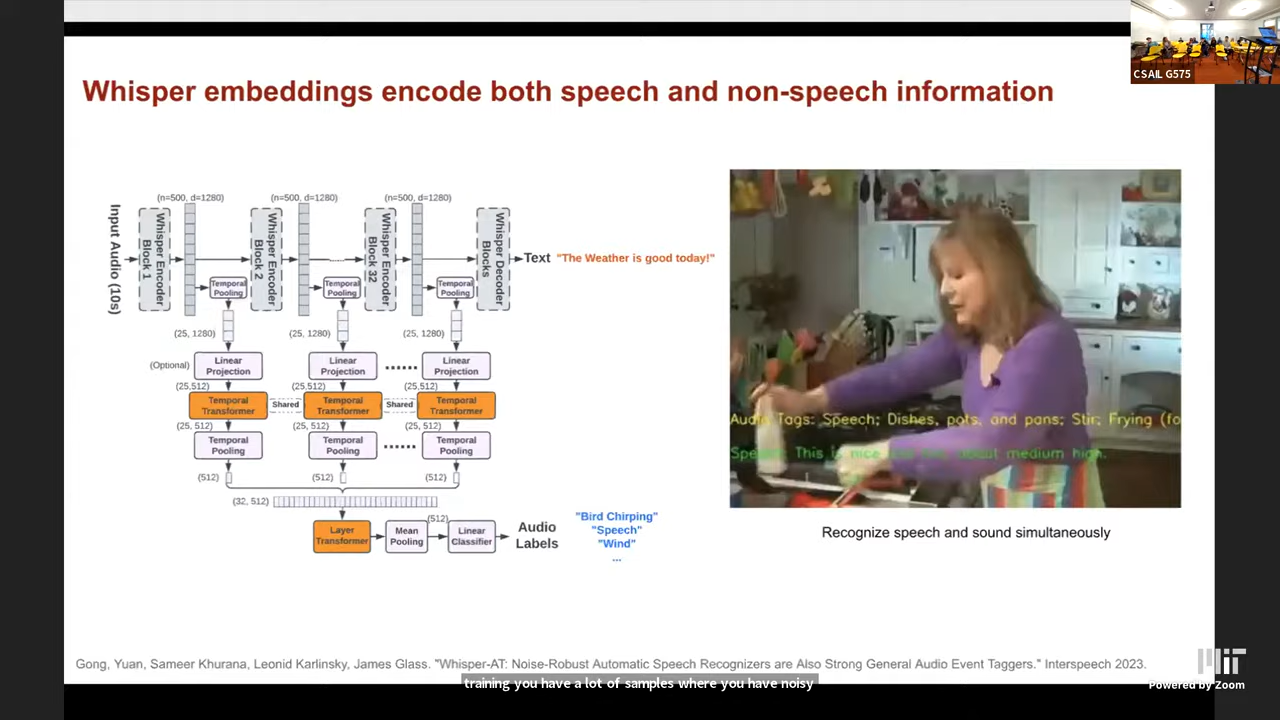 CSAIL G575
Whisper embeddings encode both speech and non-speech information
(n=500, d=1280) (n=500, d=1280) (n=500, d=1280)
Input Audio (10s)
Whisper Encoder
Block 1
Whisper Encoder
Block 2
Whisper Encoder
Block 32
Whisper Decoder
Blocks
Text "The Weather is good today!"
Temporal
Pooling
Temporal
Pooling
Temporal
Pooling
(25, 1280) (25, 1280) (25, 1280)
(Optional)
Linear
Projection
Linear
Projection
......
Linear
Projection
(25,512) (25,512) (25,512)
Temporal
Transformer
Shared
Temporal
Transformer
Shared
Temporal
Transformer
(25, 512) (25, 512) (25, 512)
Temporal
Pooling
Temporal
Pooling
......
Temporal
Pooling
(512) (512) (512)
(32, 512)
Layer
Transformer
Mean
Pooling
(512)
Linear
Classifier
Audio
Labels
"Bird Chirping"
"Speech"
"Wind"
...
Audio Tags: Speech; Dishes, pots, and pans; Stir; Frying (fo
This is nice about medium high.
Recognize speech and sound simultaneously
Gong, Yuan, Sameer Khurana, Leonid Karlinsky, James Glass. "Whisper-AT: Noise-Robust Automatic Speech Recognizers are Also Strong General Audio Event Taggers." Interspeech 2023.
training you have a lot of samples where you have noisy
MIT
Powered by Zoom